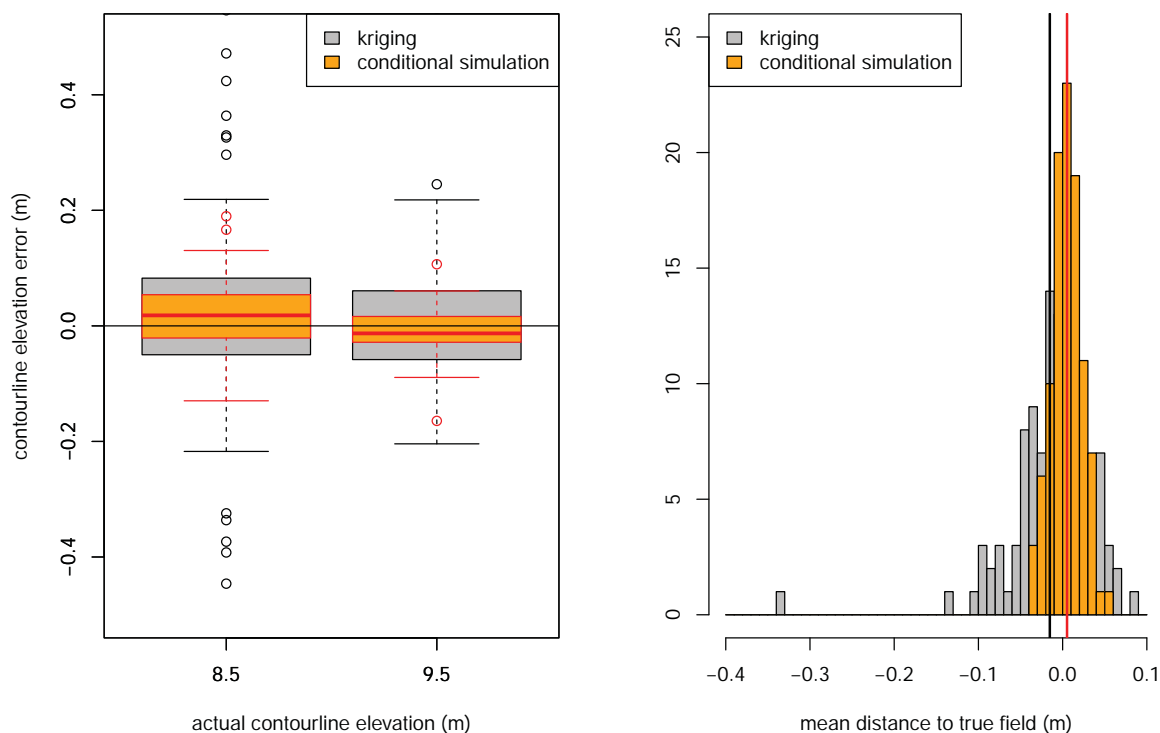 kriging
conditional simulation
0.4
0.2
0.0
−0.2
−0.4
contourline elevation error (m)
8.5
9.5
actual contourline elevation (m)
kriging
conditional simulation
25
20
15
10
5
0
−0.4
−0.3
−0.2
−0.1
0.0
0.1
mean distance to true field (m)